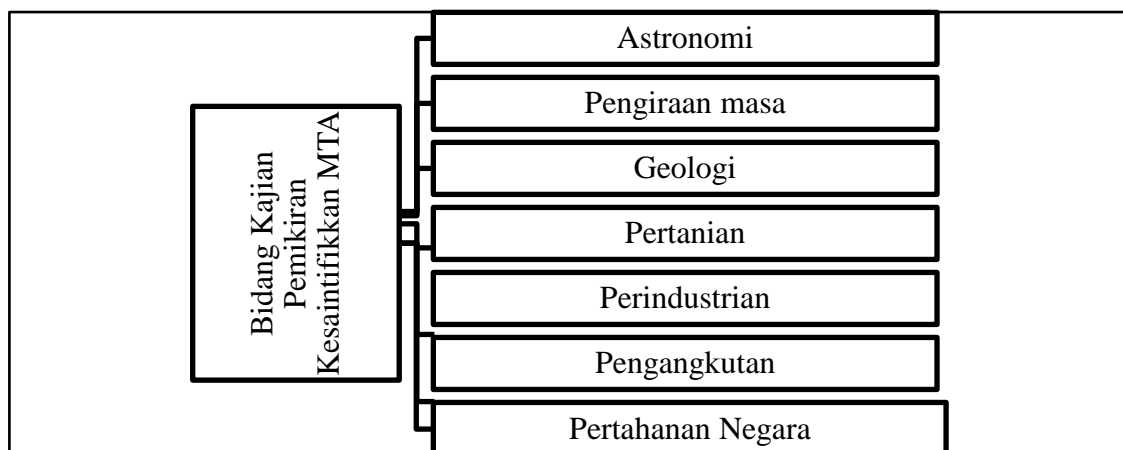 Bidang Kajian
Pemikiran
Kesaintifikkan MTA
Astronomi
Pengiraan masa
Geologi
Pertanian
Perindustrian
Pengangkutan
Pertahanan Negara